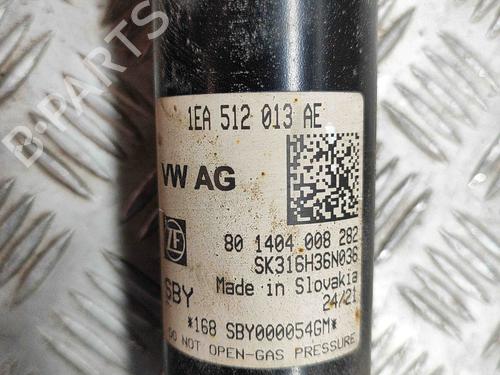 B-PARTS
1EA 512 013 AE
VW AG
ZF
80 1404 008 282
SK316H36N036
SBY
Made in Slovakia
24/21
*168 SBY000054GM*
DO NOT OPEN-GAS PRESSURE